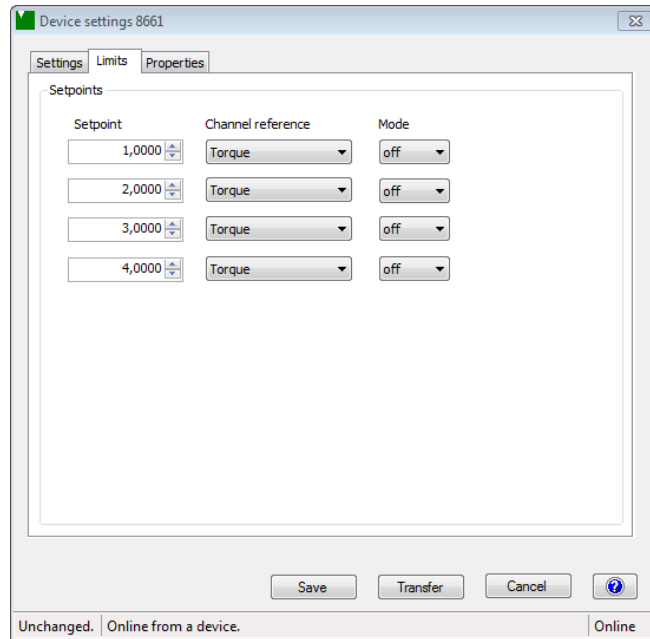 Device settings 8661
Settings Limits Properties
Setpoints
Setpoint Channel reference Mode
1,0000 Torque off
2,0000 Torque off
3,0000 Torque off
4,0000 Torque off
Save Transfer Cancel ?
Unchanged. Online from a device. Online